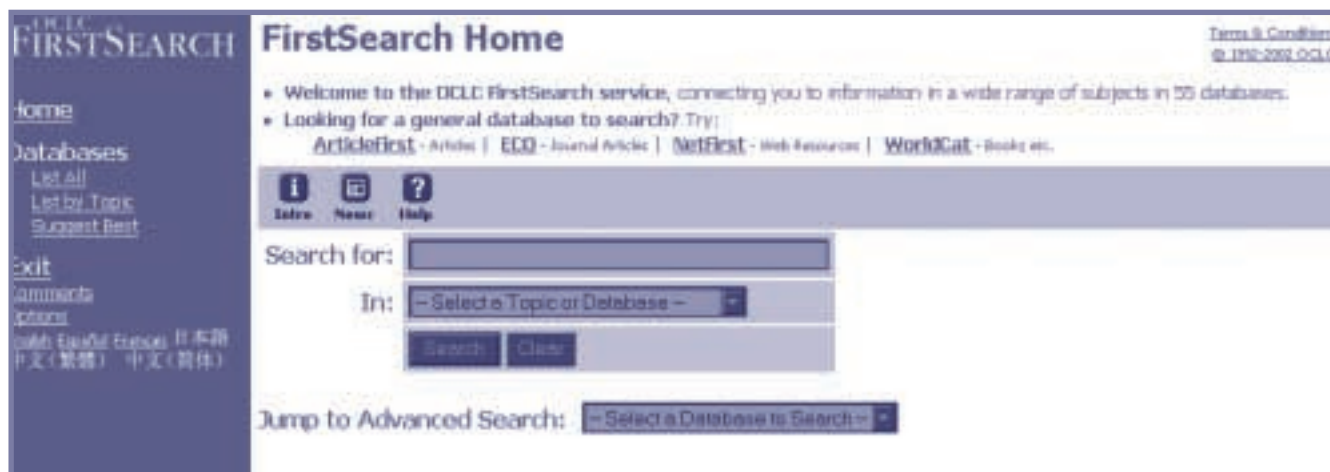 OCLC
FIRSTSEARCH
Home
Databases
List All
List by Topic
Suggest Best
Exit
Comments
Options
English Español Français 日本語
中文(繁體) 中文(简体)
FirstSearch Home
Terms & Conditions
© 1992-2002 OCLC
• Welcome to the OCLC FirstSearch service, connecting you to information in a wide range of subjects in 55 databases.
• Looking for a general database to search? Try:
ArticleFirst - Articles | ECO - Journal Articles | NetFirst - Web Resources | WorldCat - Books etc.
Intro News Help
Search for:
In: -- Select a Topic or Database --
Search Clear
Jump to Advanced Search: -- Select a Database to Search --